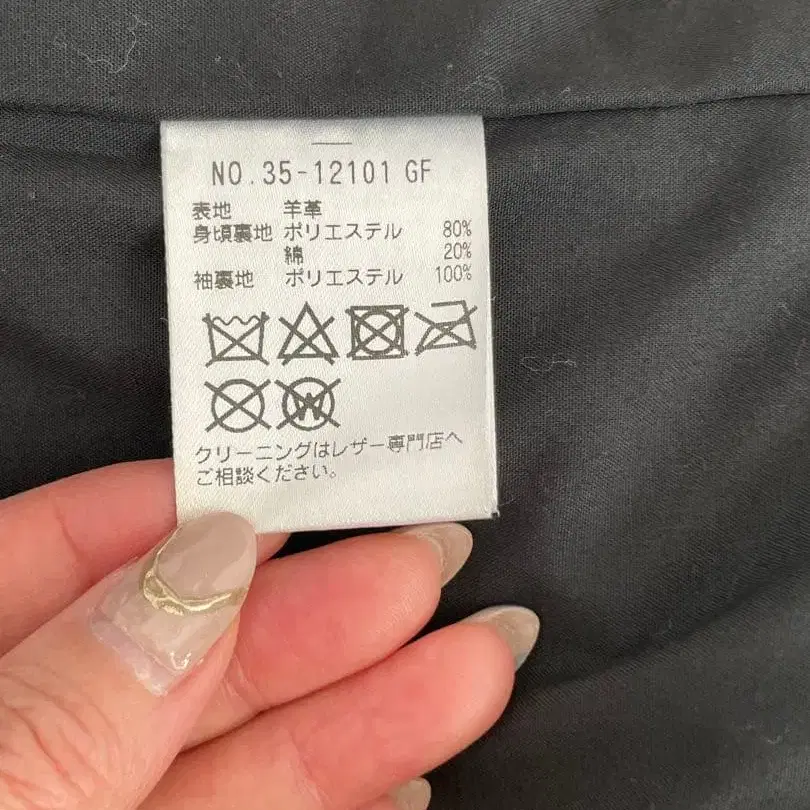 NO.35-12101 GF
表地 羊革
身頃裏地 ポリエステル 80%
綿 20%
袖裏地 ポリエステル 100%
W
クリーニングはレザー専門店へ
ご相談ください。